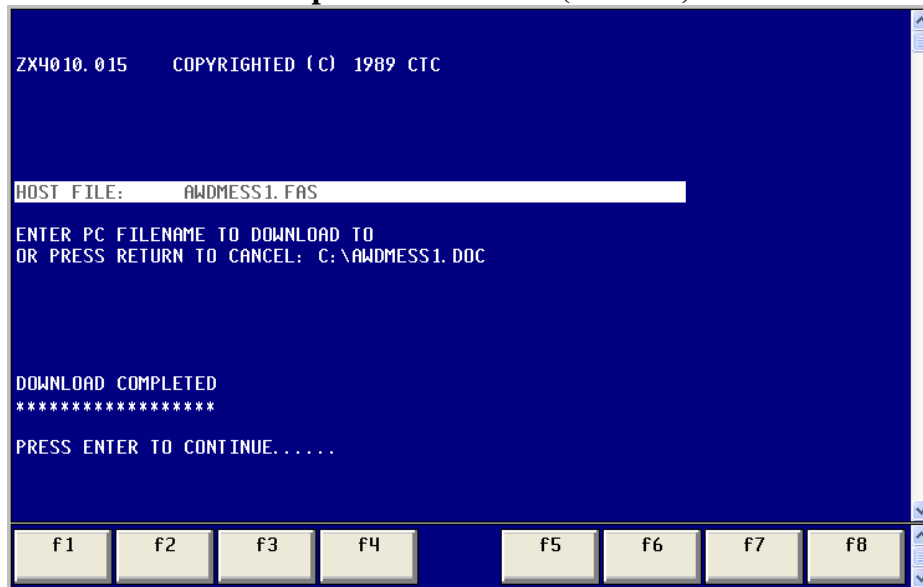 ZX4010.015 COPYRIGHTED (C) 1989 CTC
HOST FILE: AWDMESS1.FAS
ENTER PC FILENAME TO DOWNLOAD TO
OR PRESS RETURN TO CANCEL: C:\AWDMESS1.DOC
DOWNLOAD COMPLETED
******************
PRESS ENTER TO CONTINUE......
f1 f2 f3 f4 f5 f6 f7 f8